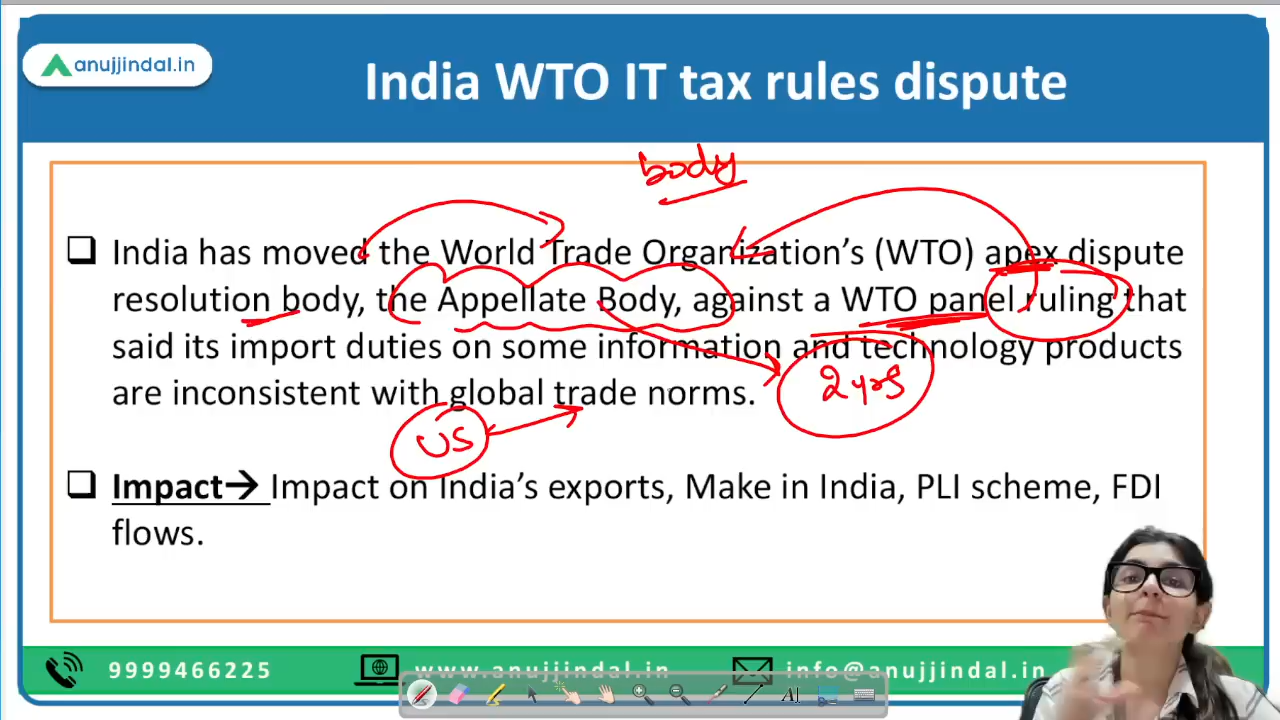 anujjindal.in
India WTO IT tax rules dispute
body
India has moved the World Trade Organization's (WTO) apex dispute
resolution body, the Appellate Body, against a WTO panel ruling that
said its import duties on some information and technology products
are inconsistent with global trade norms.
2 yrs
US
Impact→ Impact on India's exports, Make in India, PLI scheme, FDI
flows.
9999466225
www.anujjindal.in
info@anujjindal.in